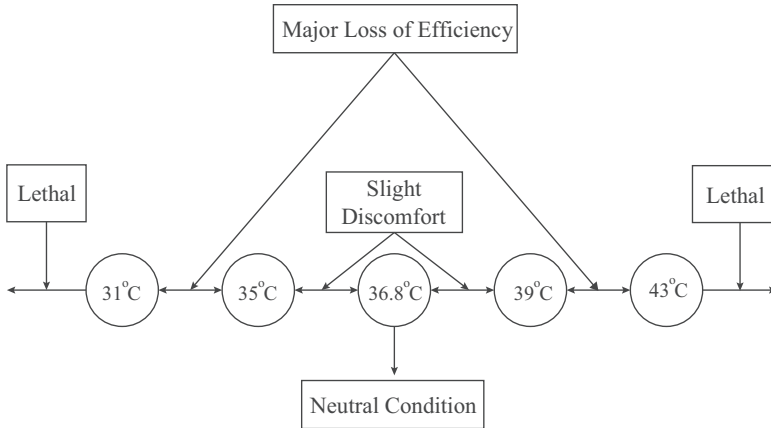 Major Loss of Efficiency
Lethal
Slight
Discomfort
Lethal
31°C
35°C
36.8°C
39°C
43°C
Neutral Condition